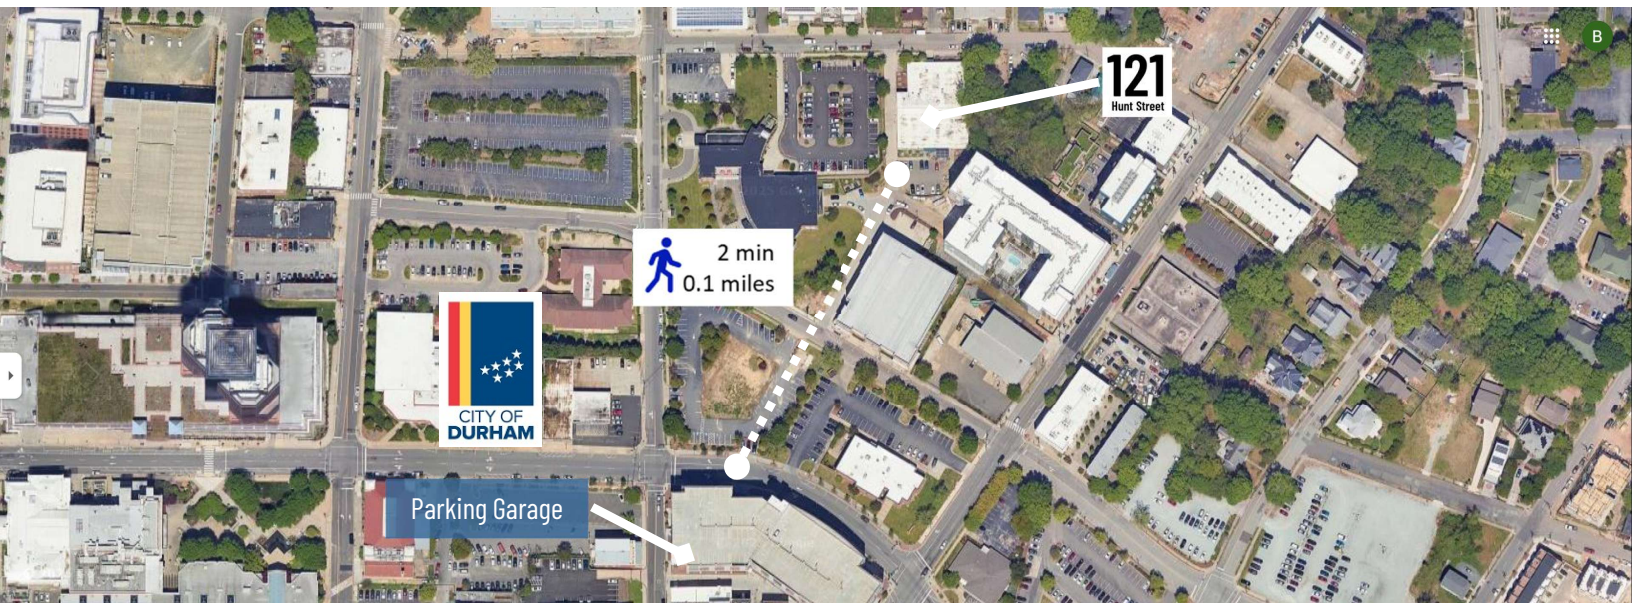 121
Hunt Street
B
2 min
0.1 miles
CITY OF
DURHAM
Parking Garage